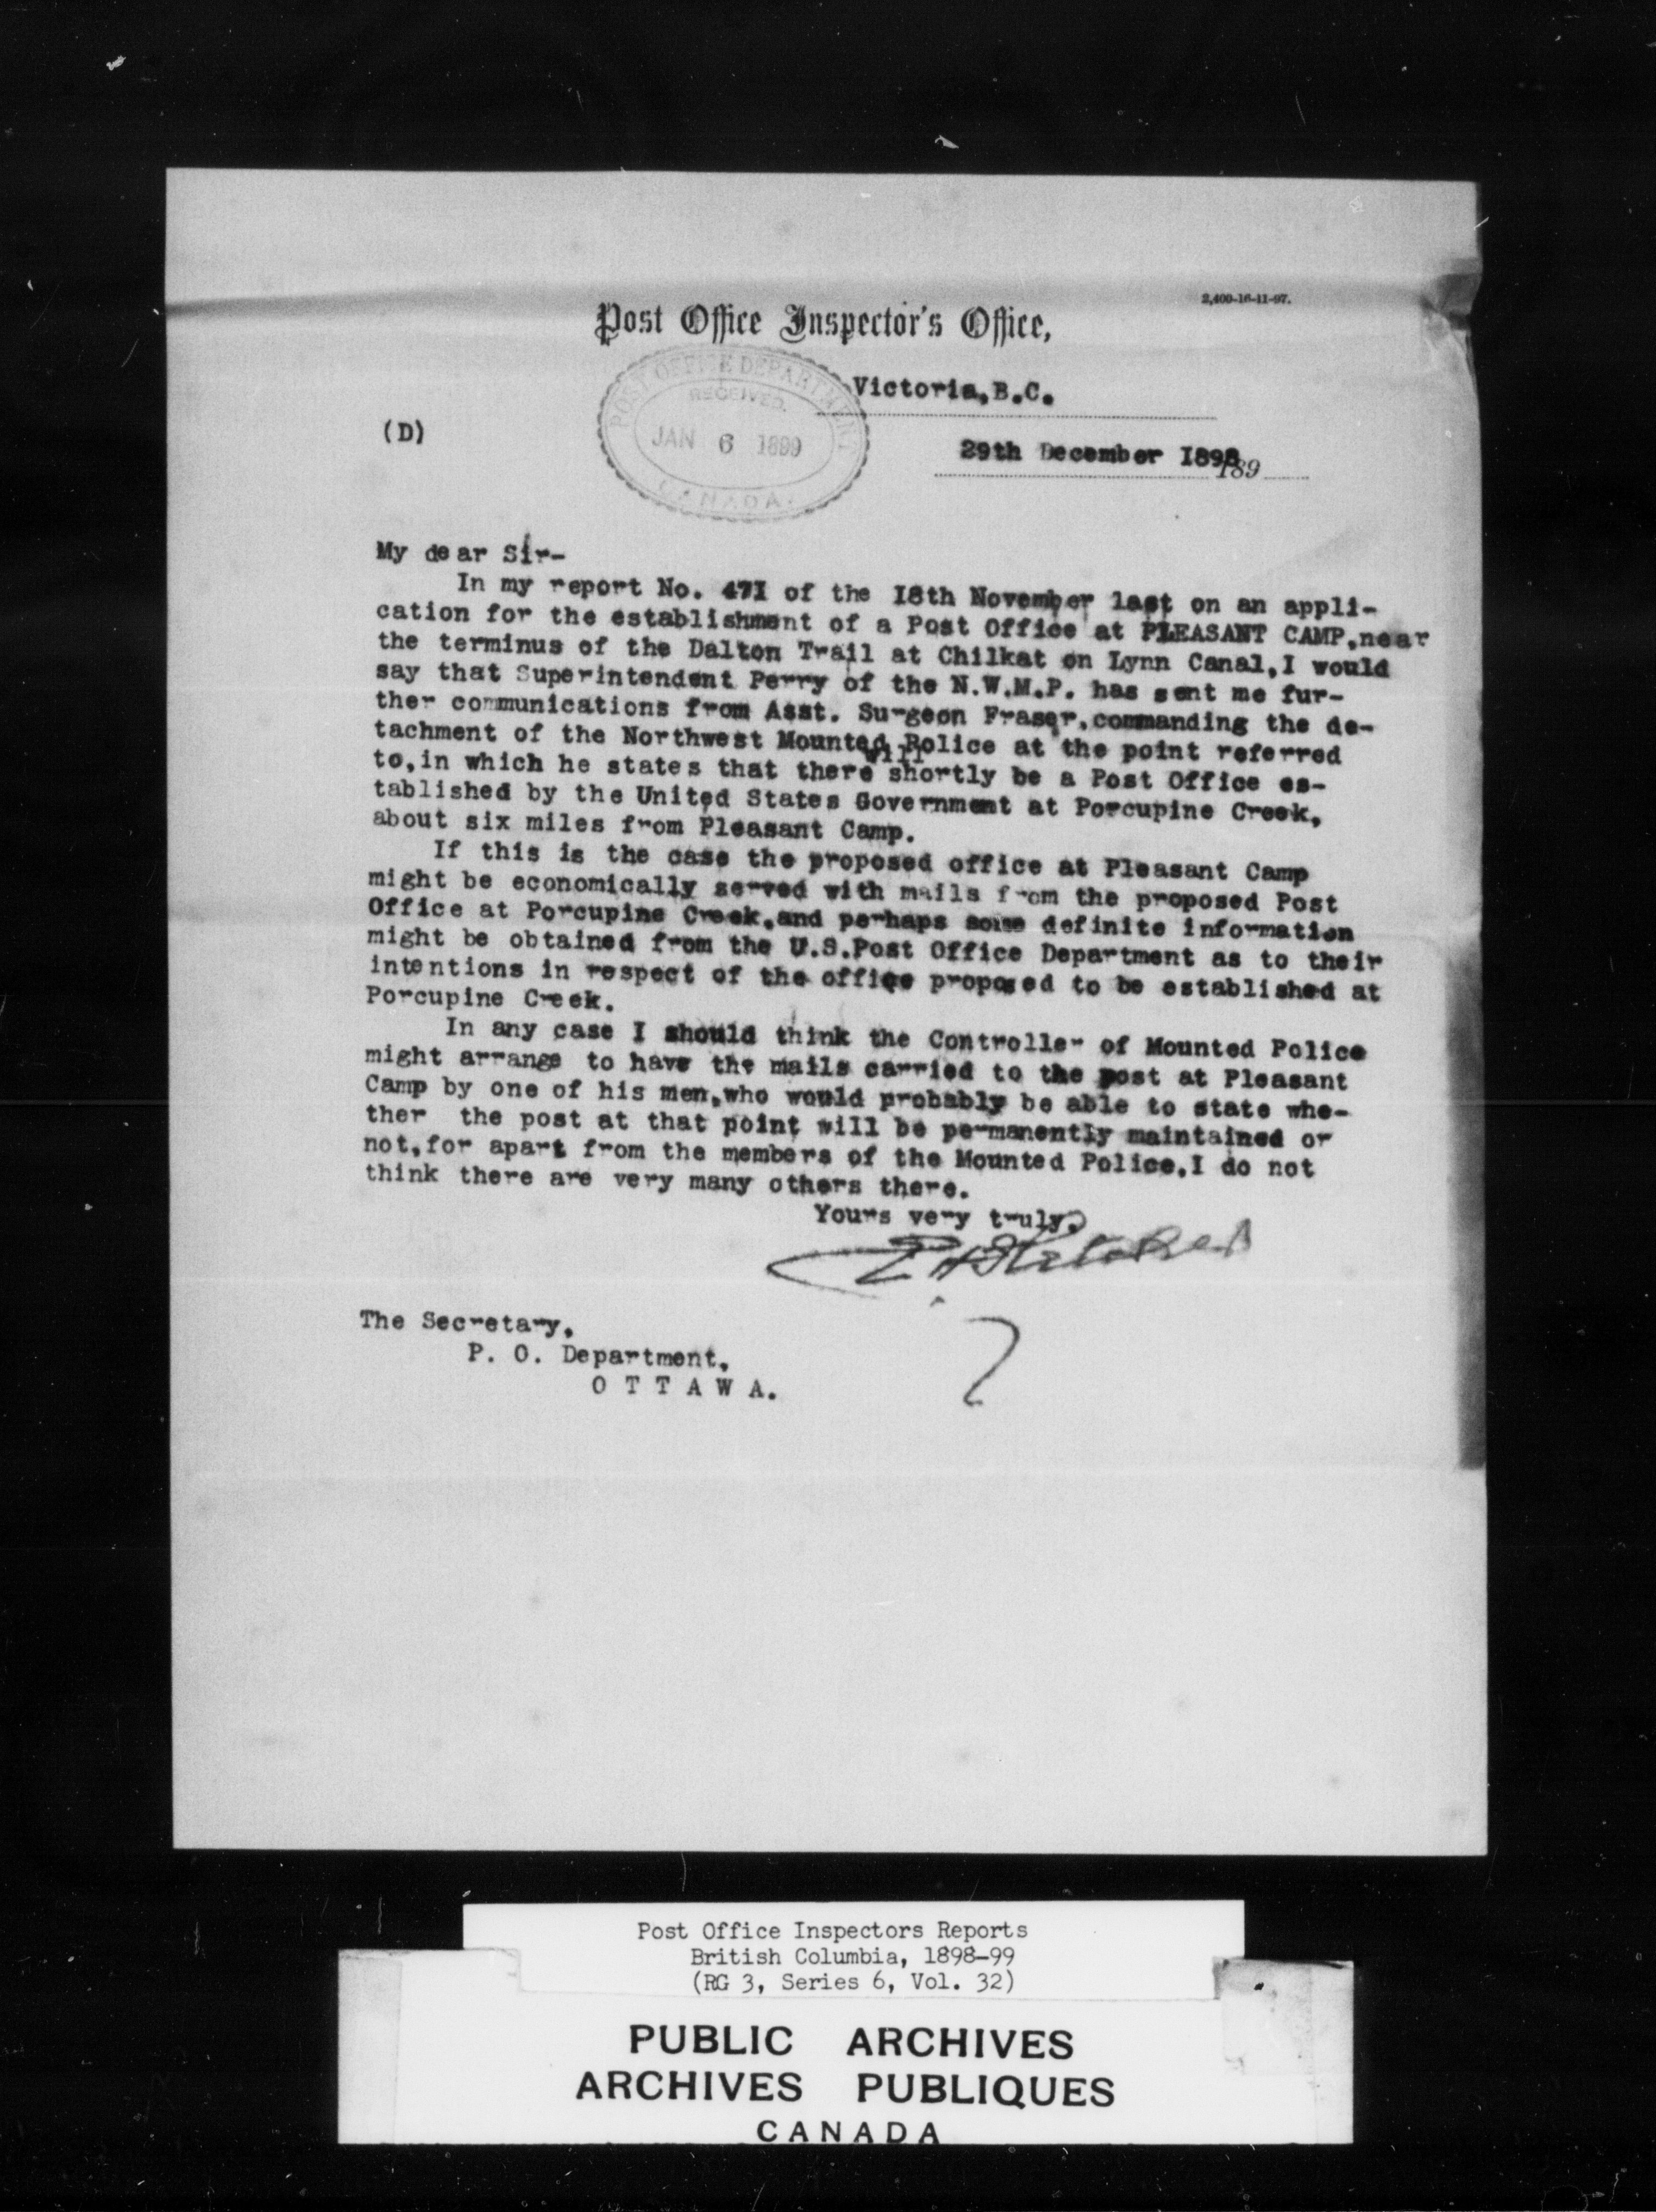 2,400-16-11-97.
Post Office Inspector's Office,
POST OFFICE DEPARTMENT
RECEIVED.
JAN 6 1899
CANADA.
Victoria,B.C.
(D)
29th December 1898
189
My dear Sir-
In my report No. 471 of the 18th November last on an appli-
cation for the establishment of a Post Office at PLEASANT CAMP,near
the terminus of the Dalton Trail at Chilkat on Lynn Canal,I would
say that Superintendent Perry of the N.W.M.P. has sent me fur-
ther communications from Asst. Surgeon Fraser,commanding the de-
tachment of the Northwest Mounted Police at the point referred
will
to,in which he states that there shortly be a Post Office es-
tablished by the United States Government at Porcupine Creek,
about six miles from Pleasant Camp.
If this is the case the proposed office at Pleasant Camp
might be economically served with mails from the proposed Post
Office at Porcupine Creek,and perhaps some definite information
might be obtained from the U.S.Post Office Department as to their
intentions in respect of the office proposed to be established at
Porcupine Creek.
In any case I should think the Controller of Mounted Police
might arrange to have the mails carried to the post at Pleasant
Camp by one of his men,who would probably be able to state whe-
ther the post at that point will be permanently maintained or
not,for apart from the members of the Mounted Police,I do not
think there are very many others there.
Yours very truly,
The Secretary,
P. O. Department,
O T T A W A.
Post Office Inspectors Reports
British Columbia, 1898-99
(RG 3, Series 6, Vol. 32)
PUBLIC ARCHIVES
ARCHIVES PUBLIQUES
CANADA